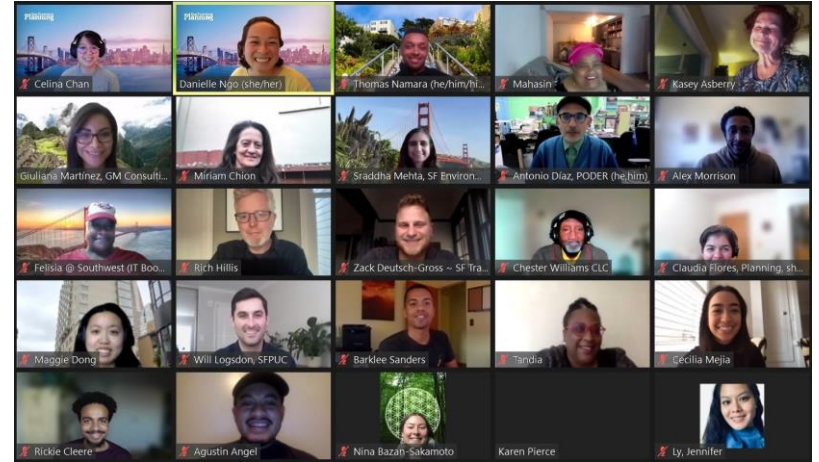 Planning
Planning
Celina Chan
Danielle Ngo (she/her)
Thomas Namara (he/him/hi...
Mahasin
Kasey Asberry
Giuliana Martínez, GM Consulti...
Miriam Chion
Sraddha Mehta, SF Environ...
Antonio Díaz, PODER (he,him)
Alex Morrison
Felisia @ Southwest (IT Boo...
Rich Hillis
Zack Deutsch-Gross ~ SF Tra...
Chester Williams CLC
Claudia Flores, Planning, sh...
Maggie Dong
Will Logsdon, SFPUC
Barklee Sanders
Tandia
Cecilia Mejia
Rickie Cleere
Agustin Angel
Nina Bazan-Sakamoto
Karen Pierce
Ly, Jennifer